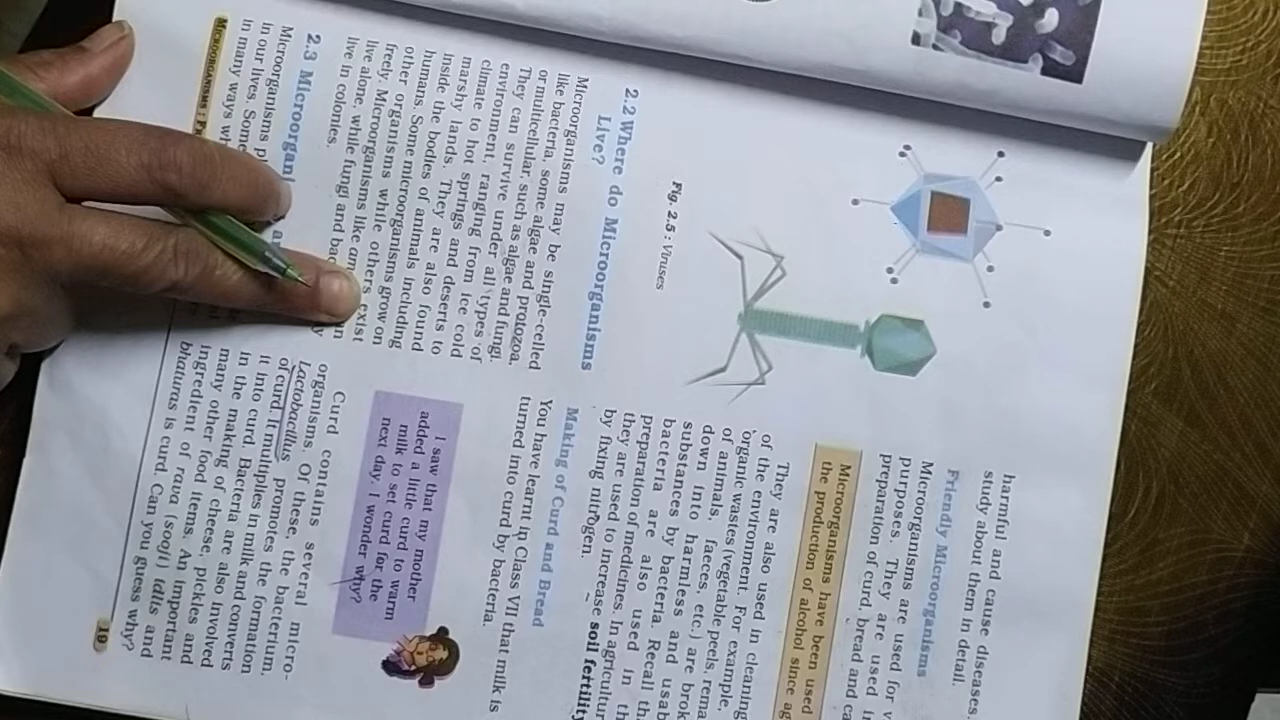 Fig. 2.5 : Viruses
2.2 Where do Microorganisms
Live?
Microorganisms may be single-celled
like bacteria, some algae and protozoa,
or multicellular, such as algae and fungi.
They can survive under all types of
environment, ranging from ice cold
climate to hot springs and deserts to
marshy lands. They are also found
inside the bodies of animals including
humans. Some microorganisms grow on
other organisms while others exist
freely. Microorganisms like
live alone, while fungi and
live in colonies.
2.3
Microorganisms
in our lives. Some
in many ways
MICROORGANISMS :
harmful and cause diseases.
study about them in detail.
Friendly Microorganisms
Microorganisms are used for
purposes. They are used
preparation of curd, bread and
Microorganisms have been used
the production of alcohol since
They are also used in cleaning
of the environment. For example,
organic wastes (vegetable peels,
of animals, faeces, etc.) are
down into harmless and
substances by bacteria. Recall
bacteria are also used in
preparation of medicines. In
they are used to increase soil fertility
by fixing nitrogen.
Making of Curd and Bread
You have learnt in Class VII that milk is
turned into curd by bacteria.
I saw that my mother
added a little curd to warm
milk to set curd for the
next day. I wonder why?
Curd contains several micro-
organisms. Of these, the bacterium,
Lactobacillus promotes the formation
of curd. It multiplies in milk and converts
it into curd. Bacteria are also involved
in the making of cheese, pickles and
many other food items. An important
ingredient of rava (sooji) idlis and
bhaturas is curd. Can you guess why?
19